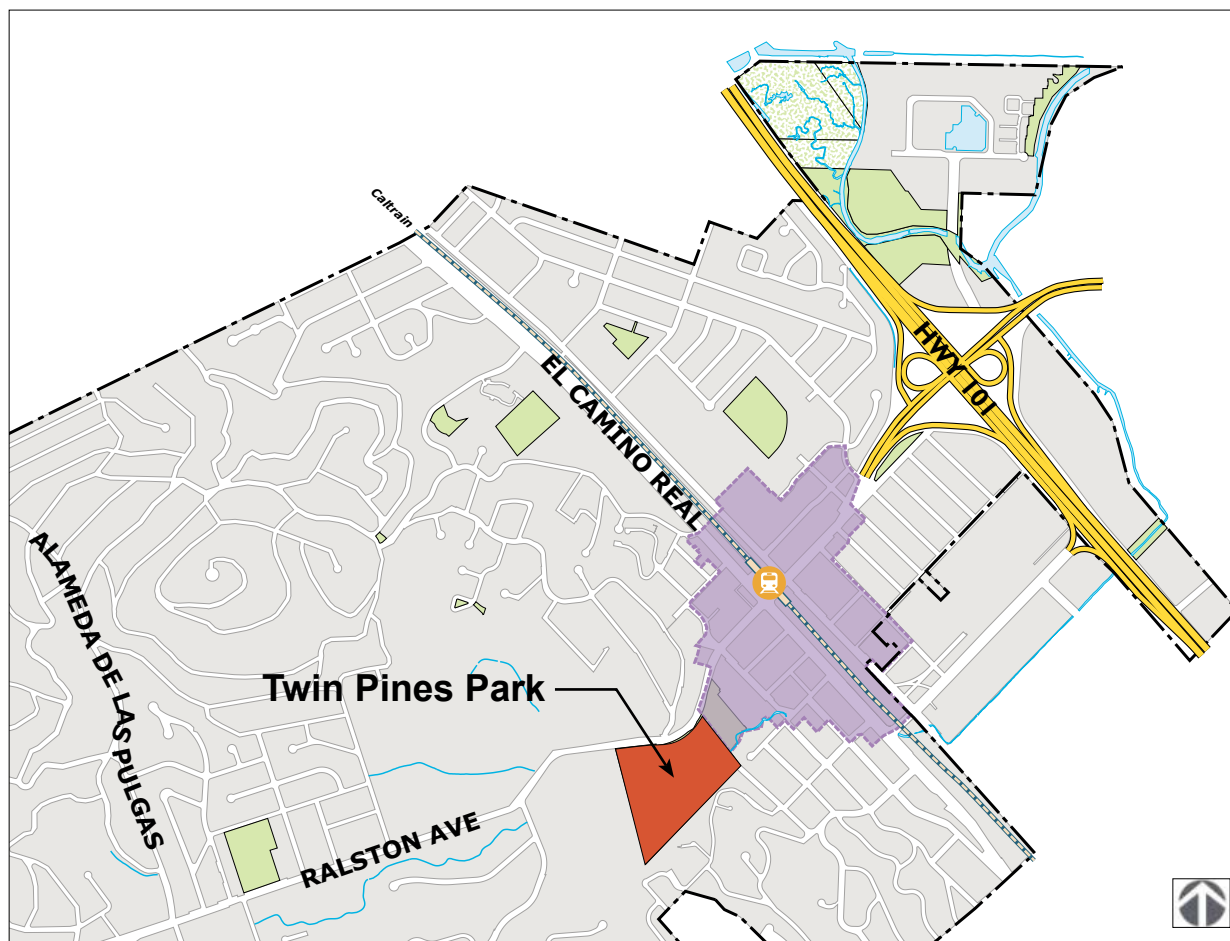 Caltrain
EL CAMINO REAL
HWY 101
ALAMEDA DE LAS PULGAS
Twin Pines Park
RALSTON AVE